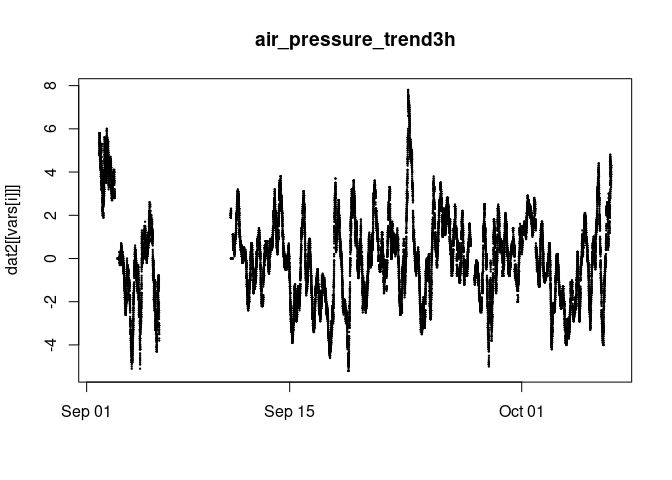 air_pressure_trend3h
dat2[[vars[i]]]
8
6
4
2
0
-2
-4
Sep 01
Sep 15
Oct 01